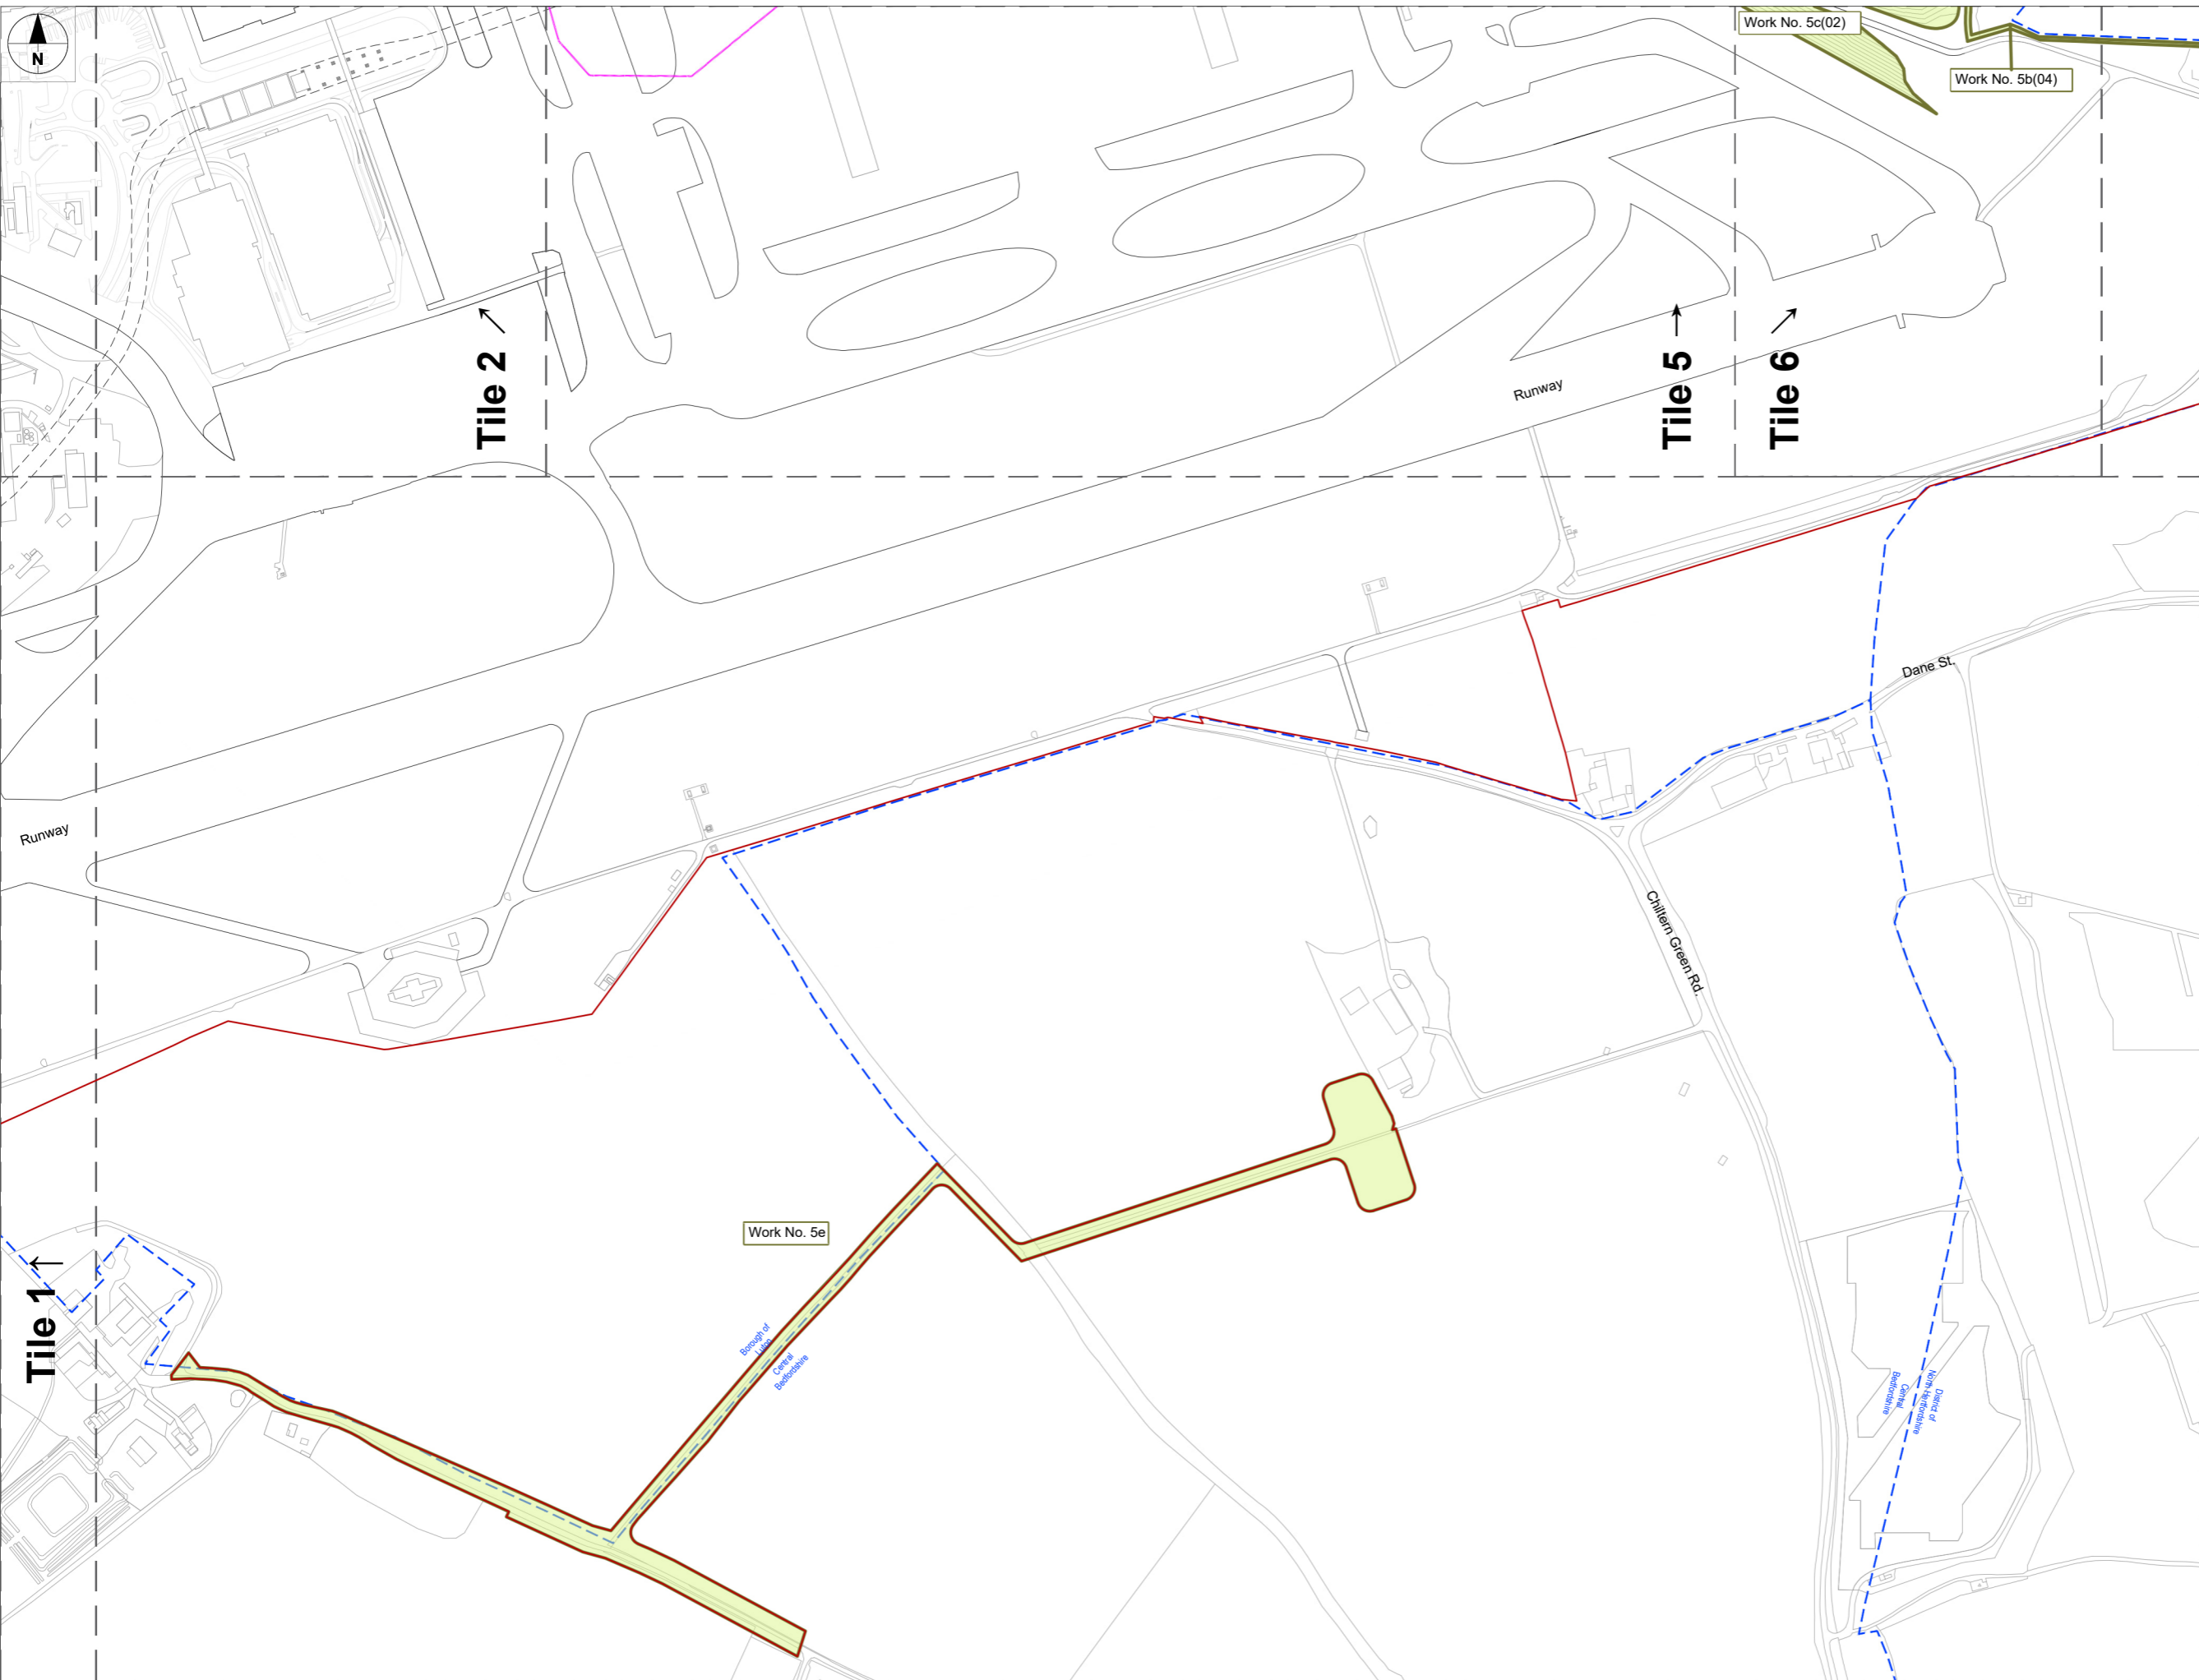 N
Work No. 5c(02)
Work No. 5b(04)
Tile 2
Tile 5
Tile 6
Runway
Dane St.
Runway
Chiltern Green Rd.
Work No. 5e
Tile 1
Borough of
Luton
Central
Bedfordshire
District of
North Hertfordshire
Central
Bedfordshire